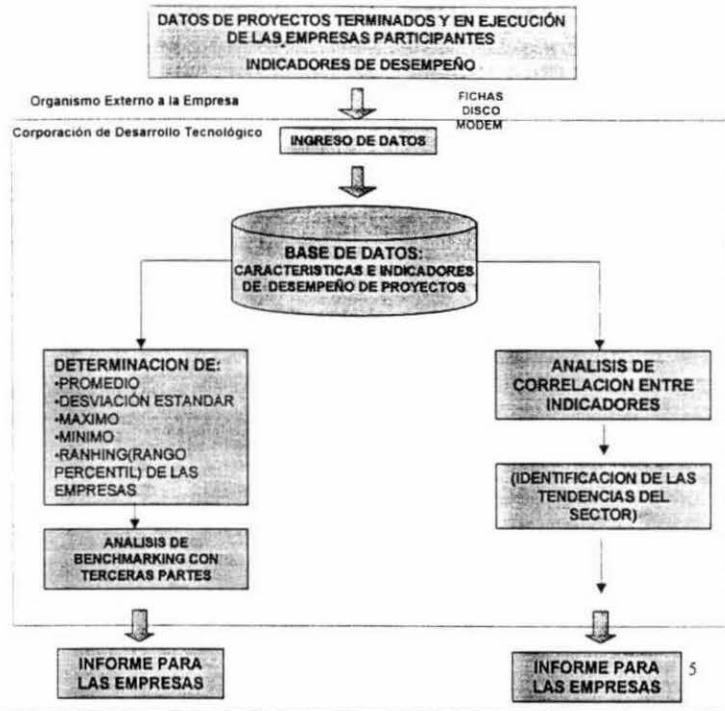 DATOS DE PROYECTOS TERMINADOS Y EN EJECUCIÓN
DE LAS EMPRESAS PARTICIPANTES
INDICADORES DE DESEMPEÑO
Organismo Externo a la Empresa
FICHAS
DISCO
MODEM
Corporación de Desarrollo Tecnológico
INGRESO DE DATOS
BASE DE DATOS:
CARACTERISTICAS E INDICADORES
DE DESEMPEÑO DE PROYECTOS
DETERMINACION DE:
•PROMEDIO
•DESVIACIÓN ESTANDAR
•MAXIMO
•MINIMO
•RANHING(RANGO
PERCENTIL) DE LAS
EMPRESAS
ANALISIS DE
BENCHMARKING CON
TERCERAS PARTES
INFORME PARA
LAS EMPRESAS
ANALISIS DE
CORRELACION ENTRE
INDICADORES
(IDENTIFICACION DE LAS
TENDENCIAS DEL
SECTOR)
INFORME PARA
LAS EMPRESAS
5